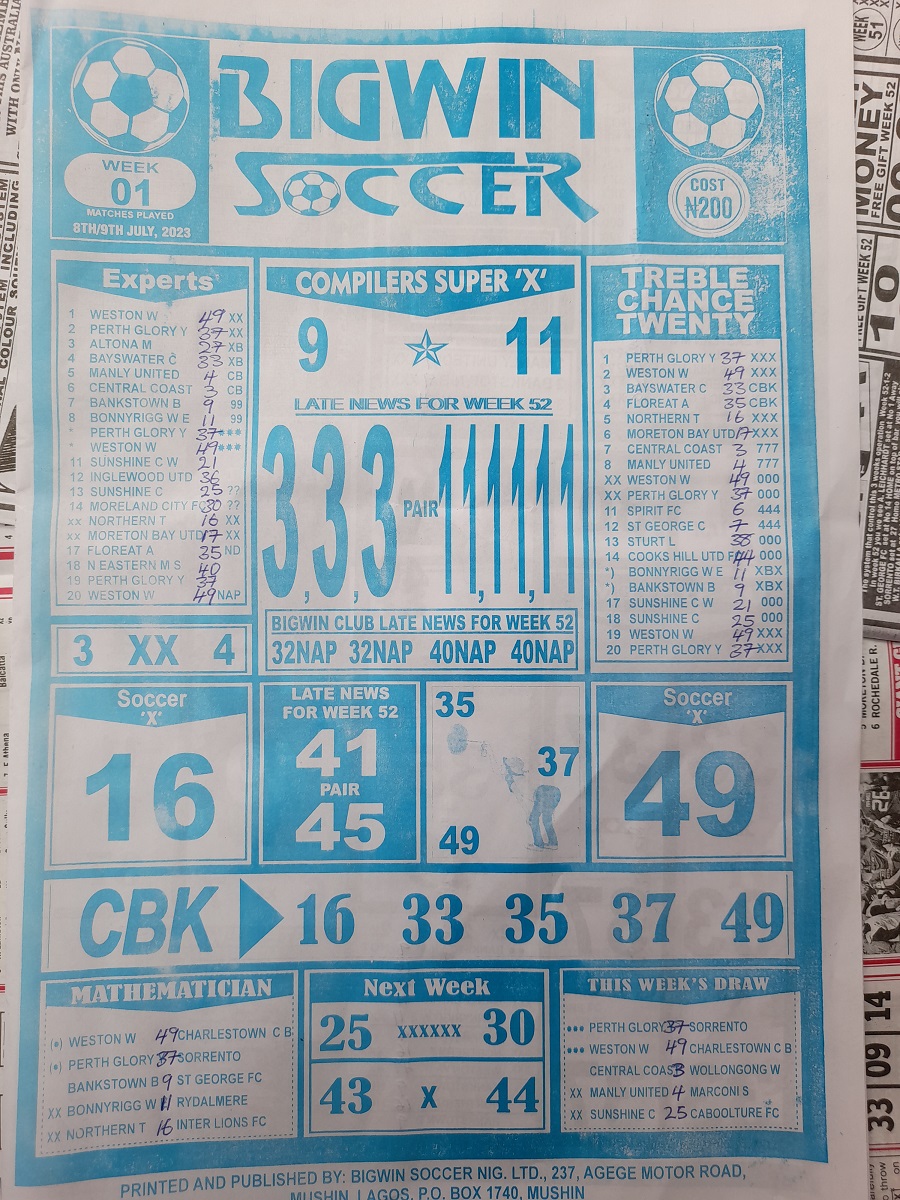 BIGWIN
SOCCER
WEEK
01
MATCHES PLAYED
8TH/9TH JULY, 2023
COST
₦200
Experts
1 WESTON W 49 XX
2 PERTH GLORY Y 37 XX
3 ALTONA M 27 XB
4 BAYSWATER C 33 XB
5 MANLY UNITED 4 CB
6 CENTRAL COAST 3 CB
7 BANKSTOWN B 9 99
8 BONNYRIGG W E 11 99
* PERTH GLORY Y 37 ***
* WESTON W 49 ***
11 SUNSHINE C W 21
12 INGLEWOOD UTD 36
13 SUNSHINE C 25 ??
14 MORELAND CITY F 30 ??
xx NORTHERN T 16 XX
xx MORETON BAY UTD 17 XX
17 FLOREAT A 35 ND
18 N EASTERN M S 40
19 PERTH GLORY Y 37
20 WESTON W 49 NAP
3 XX 4
COMPILERS SUPER 'X'
9 11
LATE NEWS FOR WEEK 52
3,3,3 PAIR 11,11,11
BIGWIN CLUB LATE NEWS FOR WEEK 52
32NAP 32NAP 40NAP 40NAP
TREBLE
CHANCE
TWENTY
1 PERTH GLORY Y 37 XXX
2 WESTON W 49 XXX
3 BAYSWATER C 33 CBK
4 FLOREAT A 35 CBK
5 NORTHERN T 16 XXX
6 MORETON BAY UTD 17 XXX
7 CENTRAL COAST 3 777
8 MANLY UNITED 4 777
XX WESTON W 49 000
XX PERTH GLORY Y 37 000
11 SPIRIT FC 6 444
12 ST GEORGE C 7 444
13 STURT L 38 000
14 COOKS HILL UTD F 44 000
*) BONNYRIGG W E 11 XBX
*) BANKSTOWN B 9 XBX
17 SUNSHINE C W 21 000
18 SUNSHINE C 25 000
19 WESTON W 49 XXX
20 PERTH GLORY Y 37 XXX
Soccer
'X'
16
LATE NEWS
FOR WEEK 52
41
PAIR
45
35
37
49
Soccer
'X'
49
CBK 16 33 35 37 49
MATHEMATICIAN
(•) WESTON W 49 CHARLESTOWN C B
(•) PERTH GLORY 37 SORRENTO
BANKSTOWN B 9 ST GEORGE FC
XX BONNYRIGG W 11 RYDALMERE
XX NORTHERN T 16 INTER LIONS FC
Next Week
25 XXXXXX 30
43 X 44
THIS WEEK'S DRAW
••• PERTH GLORY 37 SORRENTO
••• WESTON W 49 CHARLESTOWN C B
CENTRAL COAS 3 WOLLONGONG W
XX MANLY UNITED 4 MARCONI S
XX SUNSHINE C 25 CABOOLTURE FC
PRINTED AND PUBLISHED BY: BIGWIN SOCCER NIG. LTD., 237, AGEGE MOTOR ROAD,
MUSHIN, LAGOS, P.O. BOX 1740, MUSHIN
WEEK
51
MONEY
FREE GIFT WEEK 52
6 ROCHEDALE R.
33 09 14